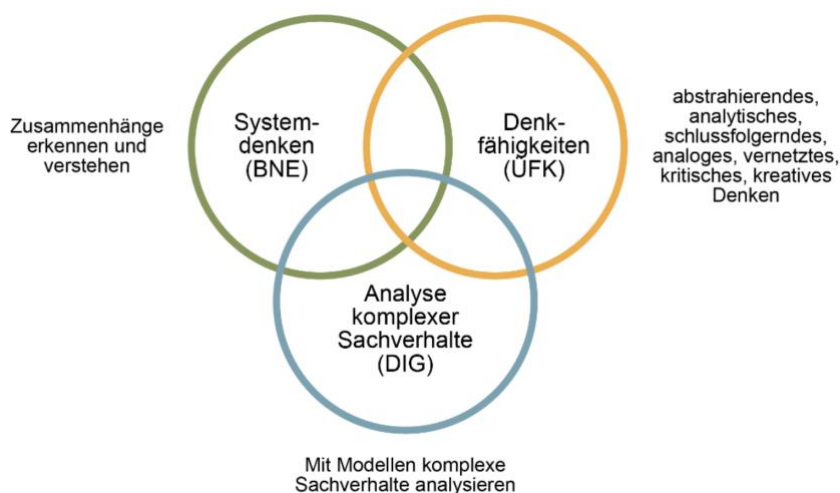 Zusammenhänge
erkennen und
verstehen
System-
denken
(BNE)
Denk-
fähigkeiten
(ÜFK)
abstrahierendes,
analytisches,
schlussfolgerndes,
analoges, vernetztes,
kritisches, kreatives
Denken
Analyse
komplexer
Sachverhalte
(DIG)
Mit Modellen komplexe
Sachverhalte analysieren